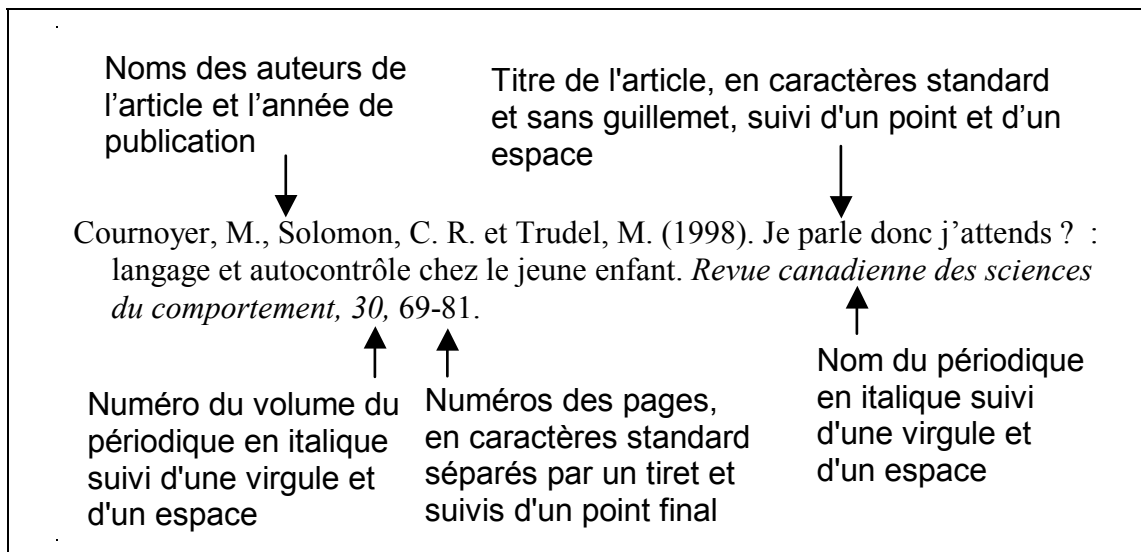 Noms des auteurs de
l’article et l’année de
publication
Titre de l'article, en caractères standard
et sans guillemet, suivi d'un point et d’un
espace
Cournoyer, M., Solomon, C. R. et Trudel, M. (1998). Je parle donc j’attends ? :
langage et autocontrôle chez le jeune enfant. Revue canadienne des sciences
du comportement, 30, 69-81.
Numéro du volume du
périodique en italique
suivi d'une virgule et
d'un espace
Numéros des pages,
en caractères standard
séparés par un tiret et
suivis d'un point final
Nom du périodique
en italique suivi
d'une virgule et
d'un espace